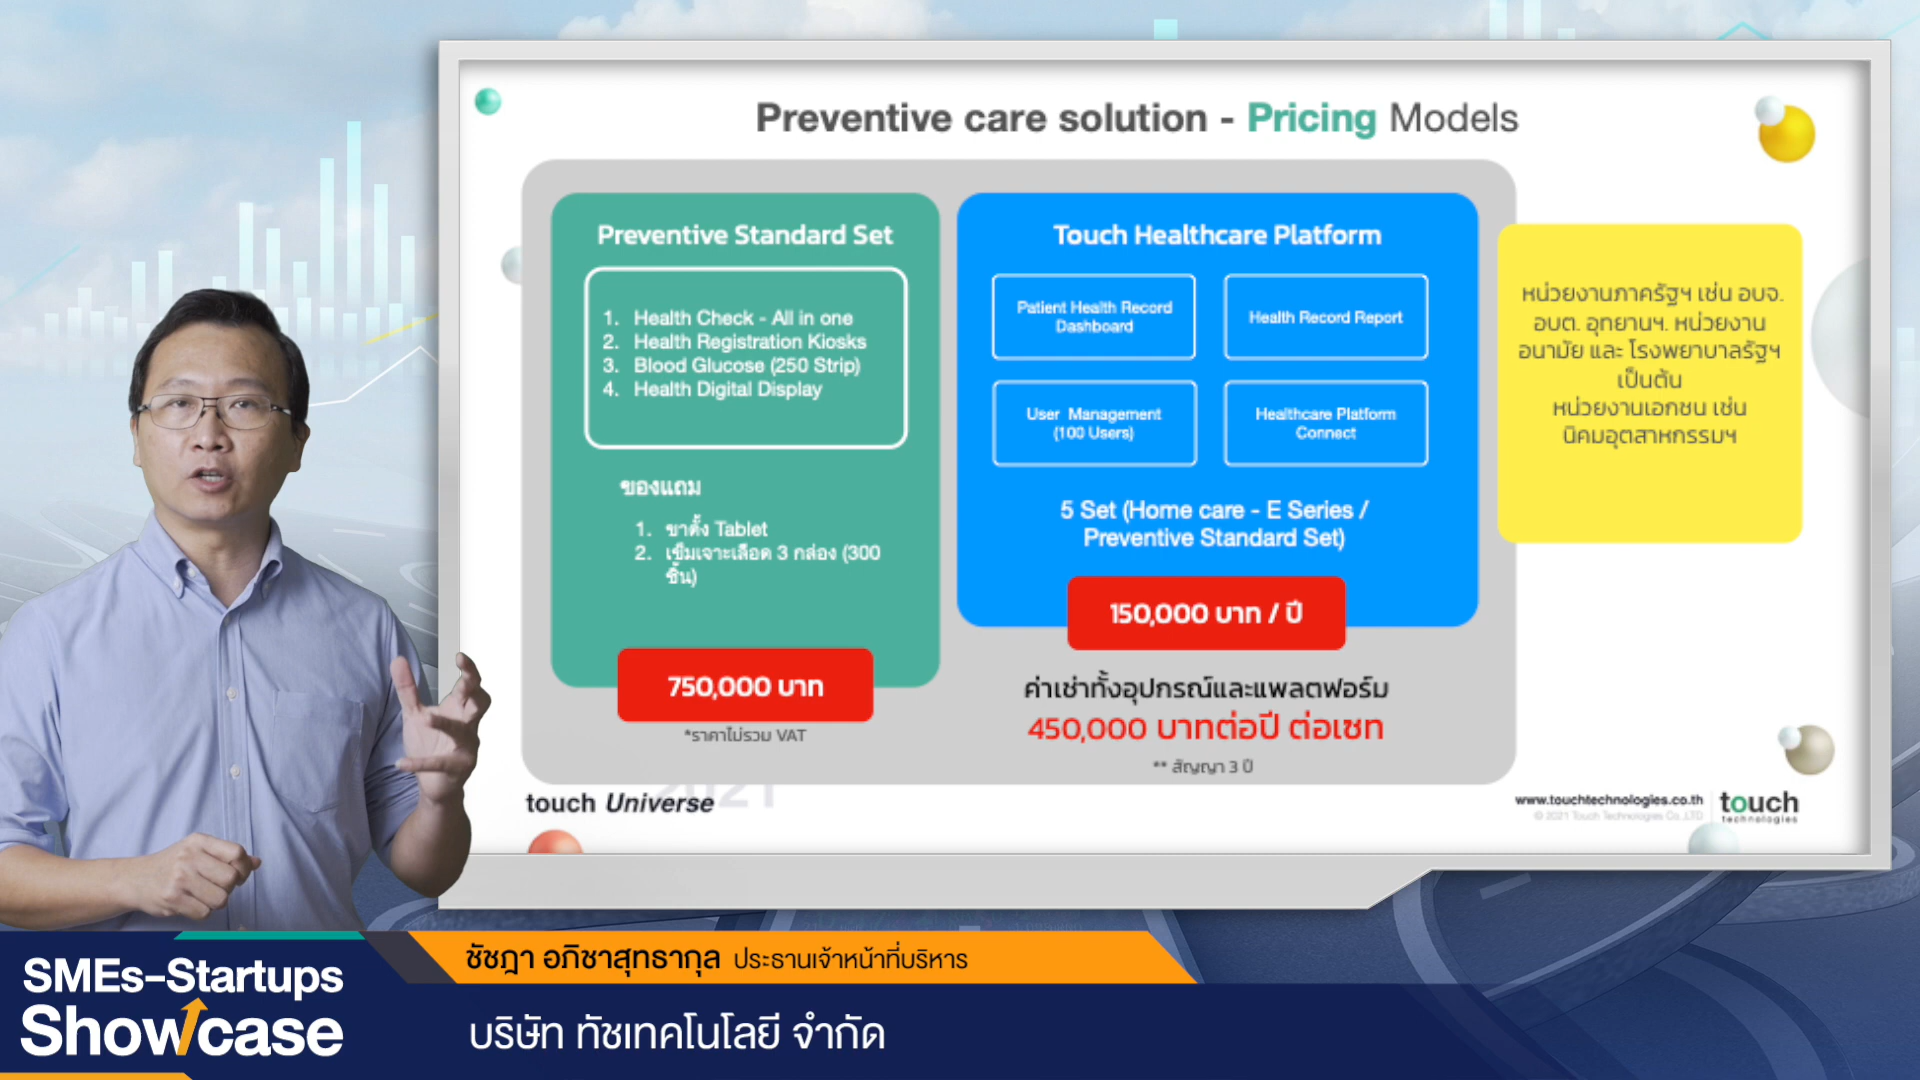 Preventive care solution - Pricing Models
Preventive Standard Set
1. Health Check - All in one
2. Health Registration Kiosks
3. Blood Glucose (250 Strip)
4. Health Digital Display
ของแถม
1. ขาตั้ง Tablet
2. เข็มเจาะเลือด 3 กล่อง (300
ชิ้น)
750,000 บาท
*ราคาไม่รวม VAT
Touch Healthcare Platform
Patient Health Record
Dashboard
Health Record Report
User Management
(100 Users)
Healthcare Platform
Connect
5 Set (Home care - E Series /
Preventive Standard Set)
150,000 บาท / ปี
ค่าเช่าทั้งอุปกรณ์และแพลตฟอร์ม
450,000 บาทต่อปี ต่อเซท
** สัญญา 3 ปี
หน่วยงานภาครัฐฯ เช่น อบจ.
อบต. อุทยานฯ. หน่วยงาน
อนามัย และ โรงพยาบาลรัฐฯ
เป็นต้น
หน่วยงานเอกชน เช่น
นิคมอุตสาหกรรมฯ
2021
touch Universe
www.touchtechnologies.co.th
© 2021 Touch Technologies Co.,LTD
touch
technologies
SMEs-Startups
Showcase
ชัชฎา อภิชาสุทธากุล ประธานเจ้าหน้าที่บริหาร
บริษัท ทัชเทคโนโลยี จำกัด